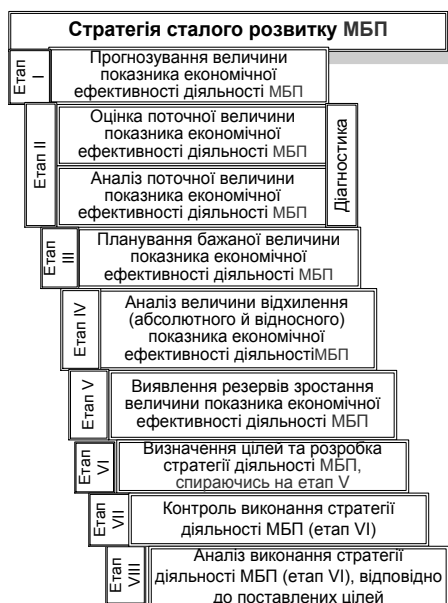 Стратегія сталого розвитку МБП
Етап
I
Прогнозування величини
показника економічної
ефективності діяльності МБП
Етап II
Оцінка поточної величини
показника економічної
ефективності діяльності МБП
Аналіз поточної величини
показника економічної
ефективності діяльності МБП
Діагностика
Етап
III
Планування бажаної величини
показника економічної
ефективності діяльності МБП
Етап IV
Аналіз величини відхилення
(абсолютного й відносного)
показника економічної
ефективності діяльностіМБП
Етап V
Виявлення резервів зростання
величини показника економічної
ефективності діяльності МБП
Етап
VI
Визначення цілей та розробка
стратегії діяльності МБП,
спираючись на етап V
Етап
VII
Контроль виконання стратегії
діяльності МБП (етап VI)
Етап
VIII
Аналіз виконання стратегії
діяльності МБП (етап VI), відповідно
до поставлених цілей